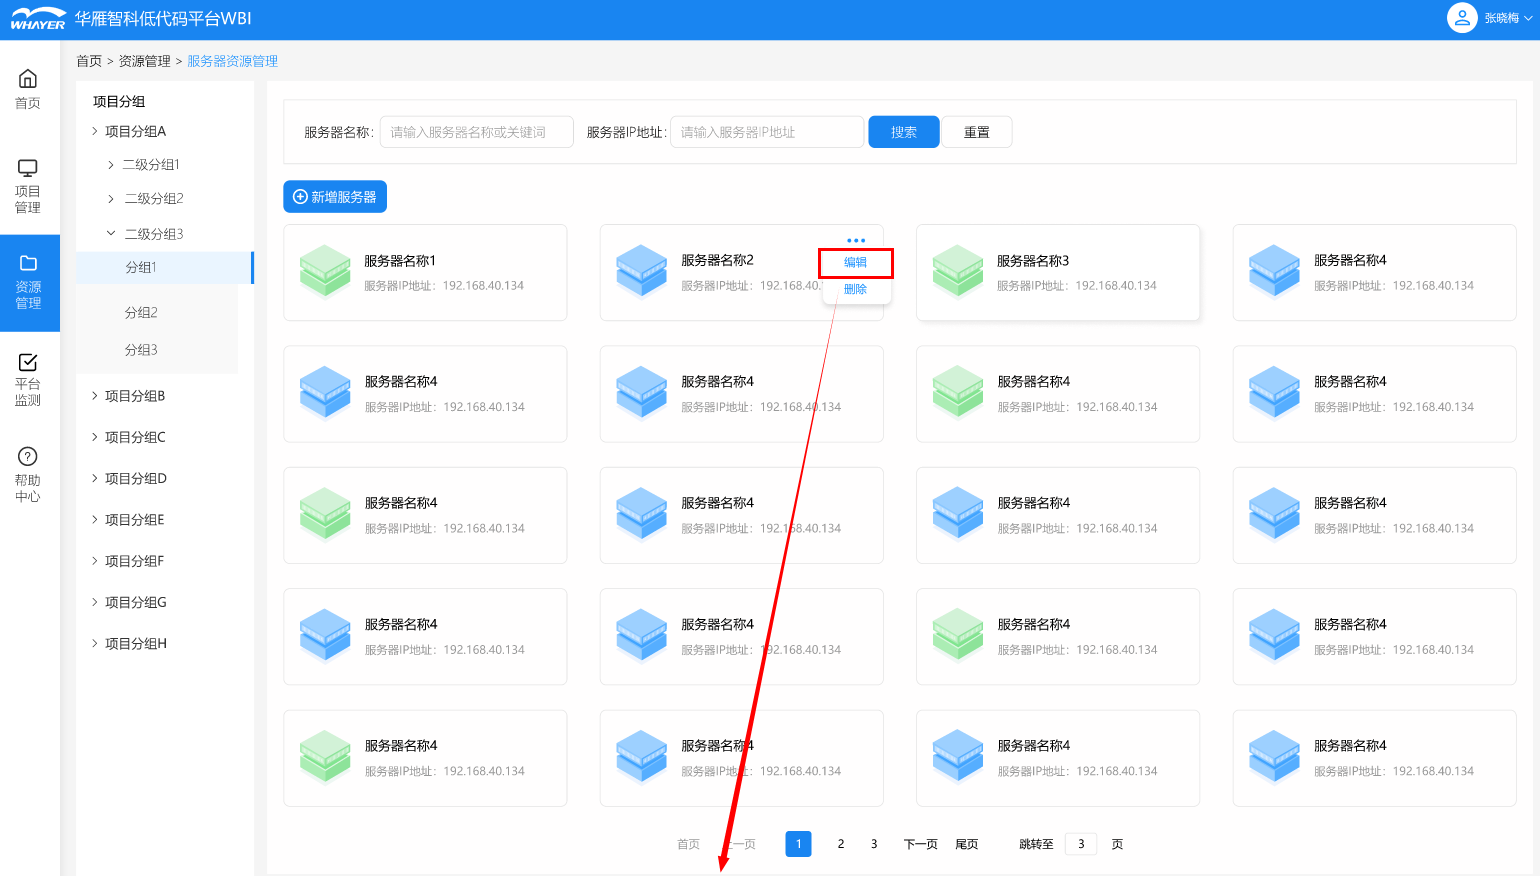 WHAYER 华雁智科低代码平台WBI
张晓梅
首页 > 资源管理 > 服务器资源管理
首页
项目
管理
资源
管理
平台
监测
帮助
中心
项目分组
项目分组A
二级分组1
二级分组2
二级分组3
分组1
分组2
分组3
项目分组B
项目分组C
项目分组D
项目分组E
项目分组F
项目分组G
项目分组H
服务器名称: 请输入服务器名称或关键词 服务器IP地址: 请输入服务器IP地址 搜索 重置
新增服务器
服务器名称1
服务器IP地址: 192.168.40.134
服务器名称2
服务器IP地址: 192.168.40.
编辑
删除
服务器名称3
服务器IP地址: 192.168.40.134
服务器名称4
服务器IP地址: 192.168.40.134
服务器名称4
服务器IP地址: 192.168.40.134
服务器名称4
服务器IP地址: 192.168.40.134
服务器名称4
服务器IP地址: 192.168.40.134
服务器名称4
服务器IP地址: 192.168.40.134
服务器名称4
服务器IP地址: 192.168.40.134
服务器名称4
服务器IP地址: 192.168.40.134
服务器名称4
服务器IP地址: 192.168.40.134
服务器名称4
服务器IP地址: 192.168.40.134
服务器名称4
服务器IP地址: 192.168.40.134
服务器名称4
服务器IP地址: 192.168.40.134
服务器名称4
服务器IP地址: 192.168.40.134
服务器名称4
服务器IP地址: 192.168.40.134
服务器名称4
服务器IP地址: 192.168.40.134
服务器名称4
服务器IP地址: 192.168.40.134
服务器名称4
服务器IP地址: 192.168.40.134
服务器名称4
服务器IP地址: 192.168.40.134
首页 上一页 1 2 3 下一页 尾页 跳转至 3 页